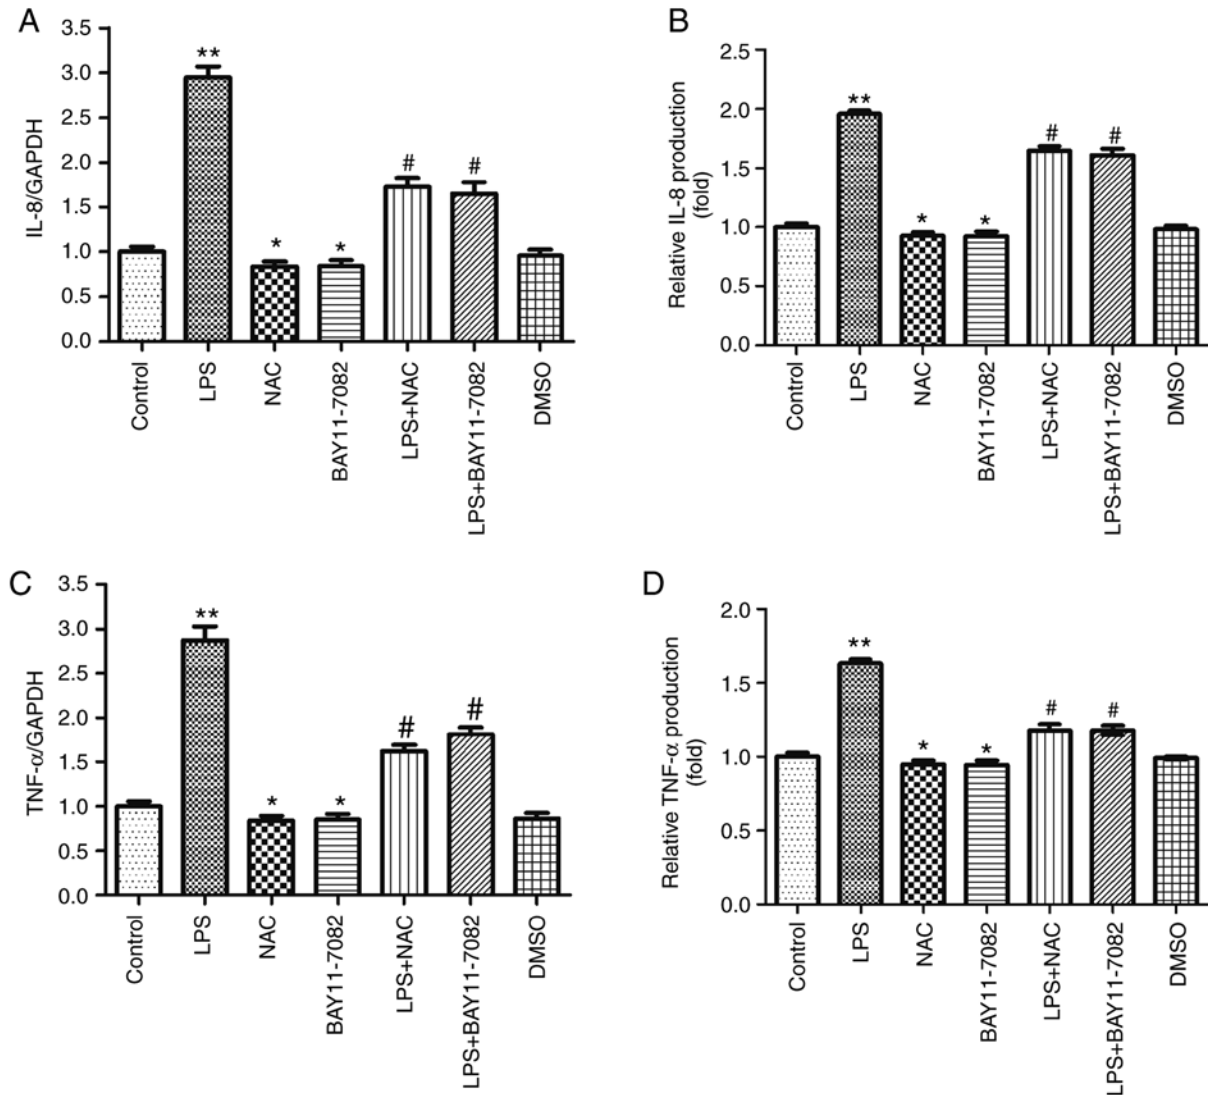 A
IL-8/GAPDH
3.5
3.0
2.5
2.0
1.5
1.0
0.5
0.0
**
*
*
#
#
Control
LPS
NAC
BAY11-7082
LPS+NAC
LPS+BAY11-7082
DMSO
B
Relative IL-8 production
(fold)
2.5
2.0
1.5
1.0
0.5
0.0
**
*
*
#
#
Control
LPS
NAC
BAY11-7082
LPS+NAC
LPS+BAY11-7082
DMSO
C
TNF-α/GAPDH
3.5
3.0
2.5
2.0
1.5
1.0
0.5
0.0
**
*
*
#
#
Control
LPS
NAC
BAY11-7082
LPS+NAC
LPS+BAY11-7082
DMSO
D
Relative TNF-α production
(fold)
2.0
1.5
1.0
0.5
0.0
**
*
*
#
#
Control
LPS
NAC
BAY11-7082
LPS+NAC
LPS+BAY11-7082
DMSO